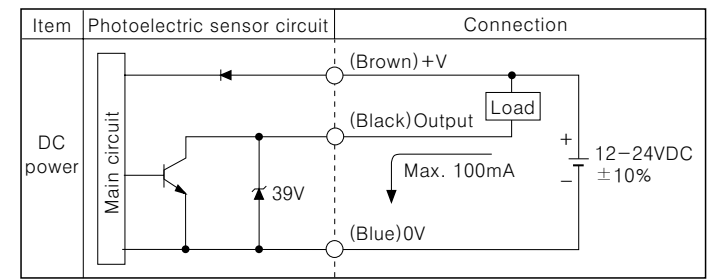 Item Photoelectric sensor circuit Connection
(Brown)+V
Load
(Black)Output
DC
power
Main circuit
Max. 100mA
39V
+
−
12−24VDC
±10%
(Blue)0V